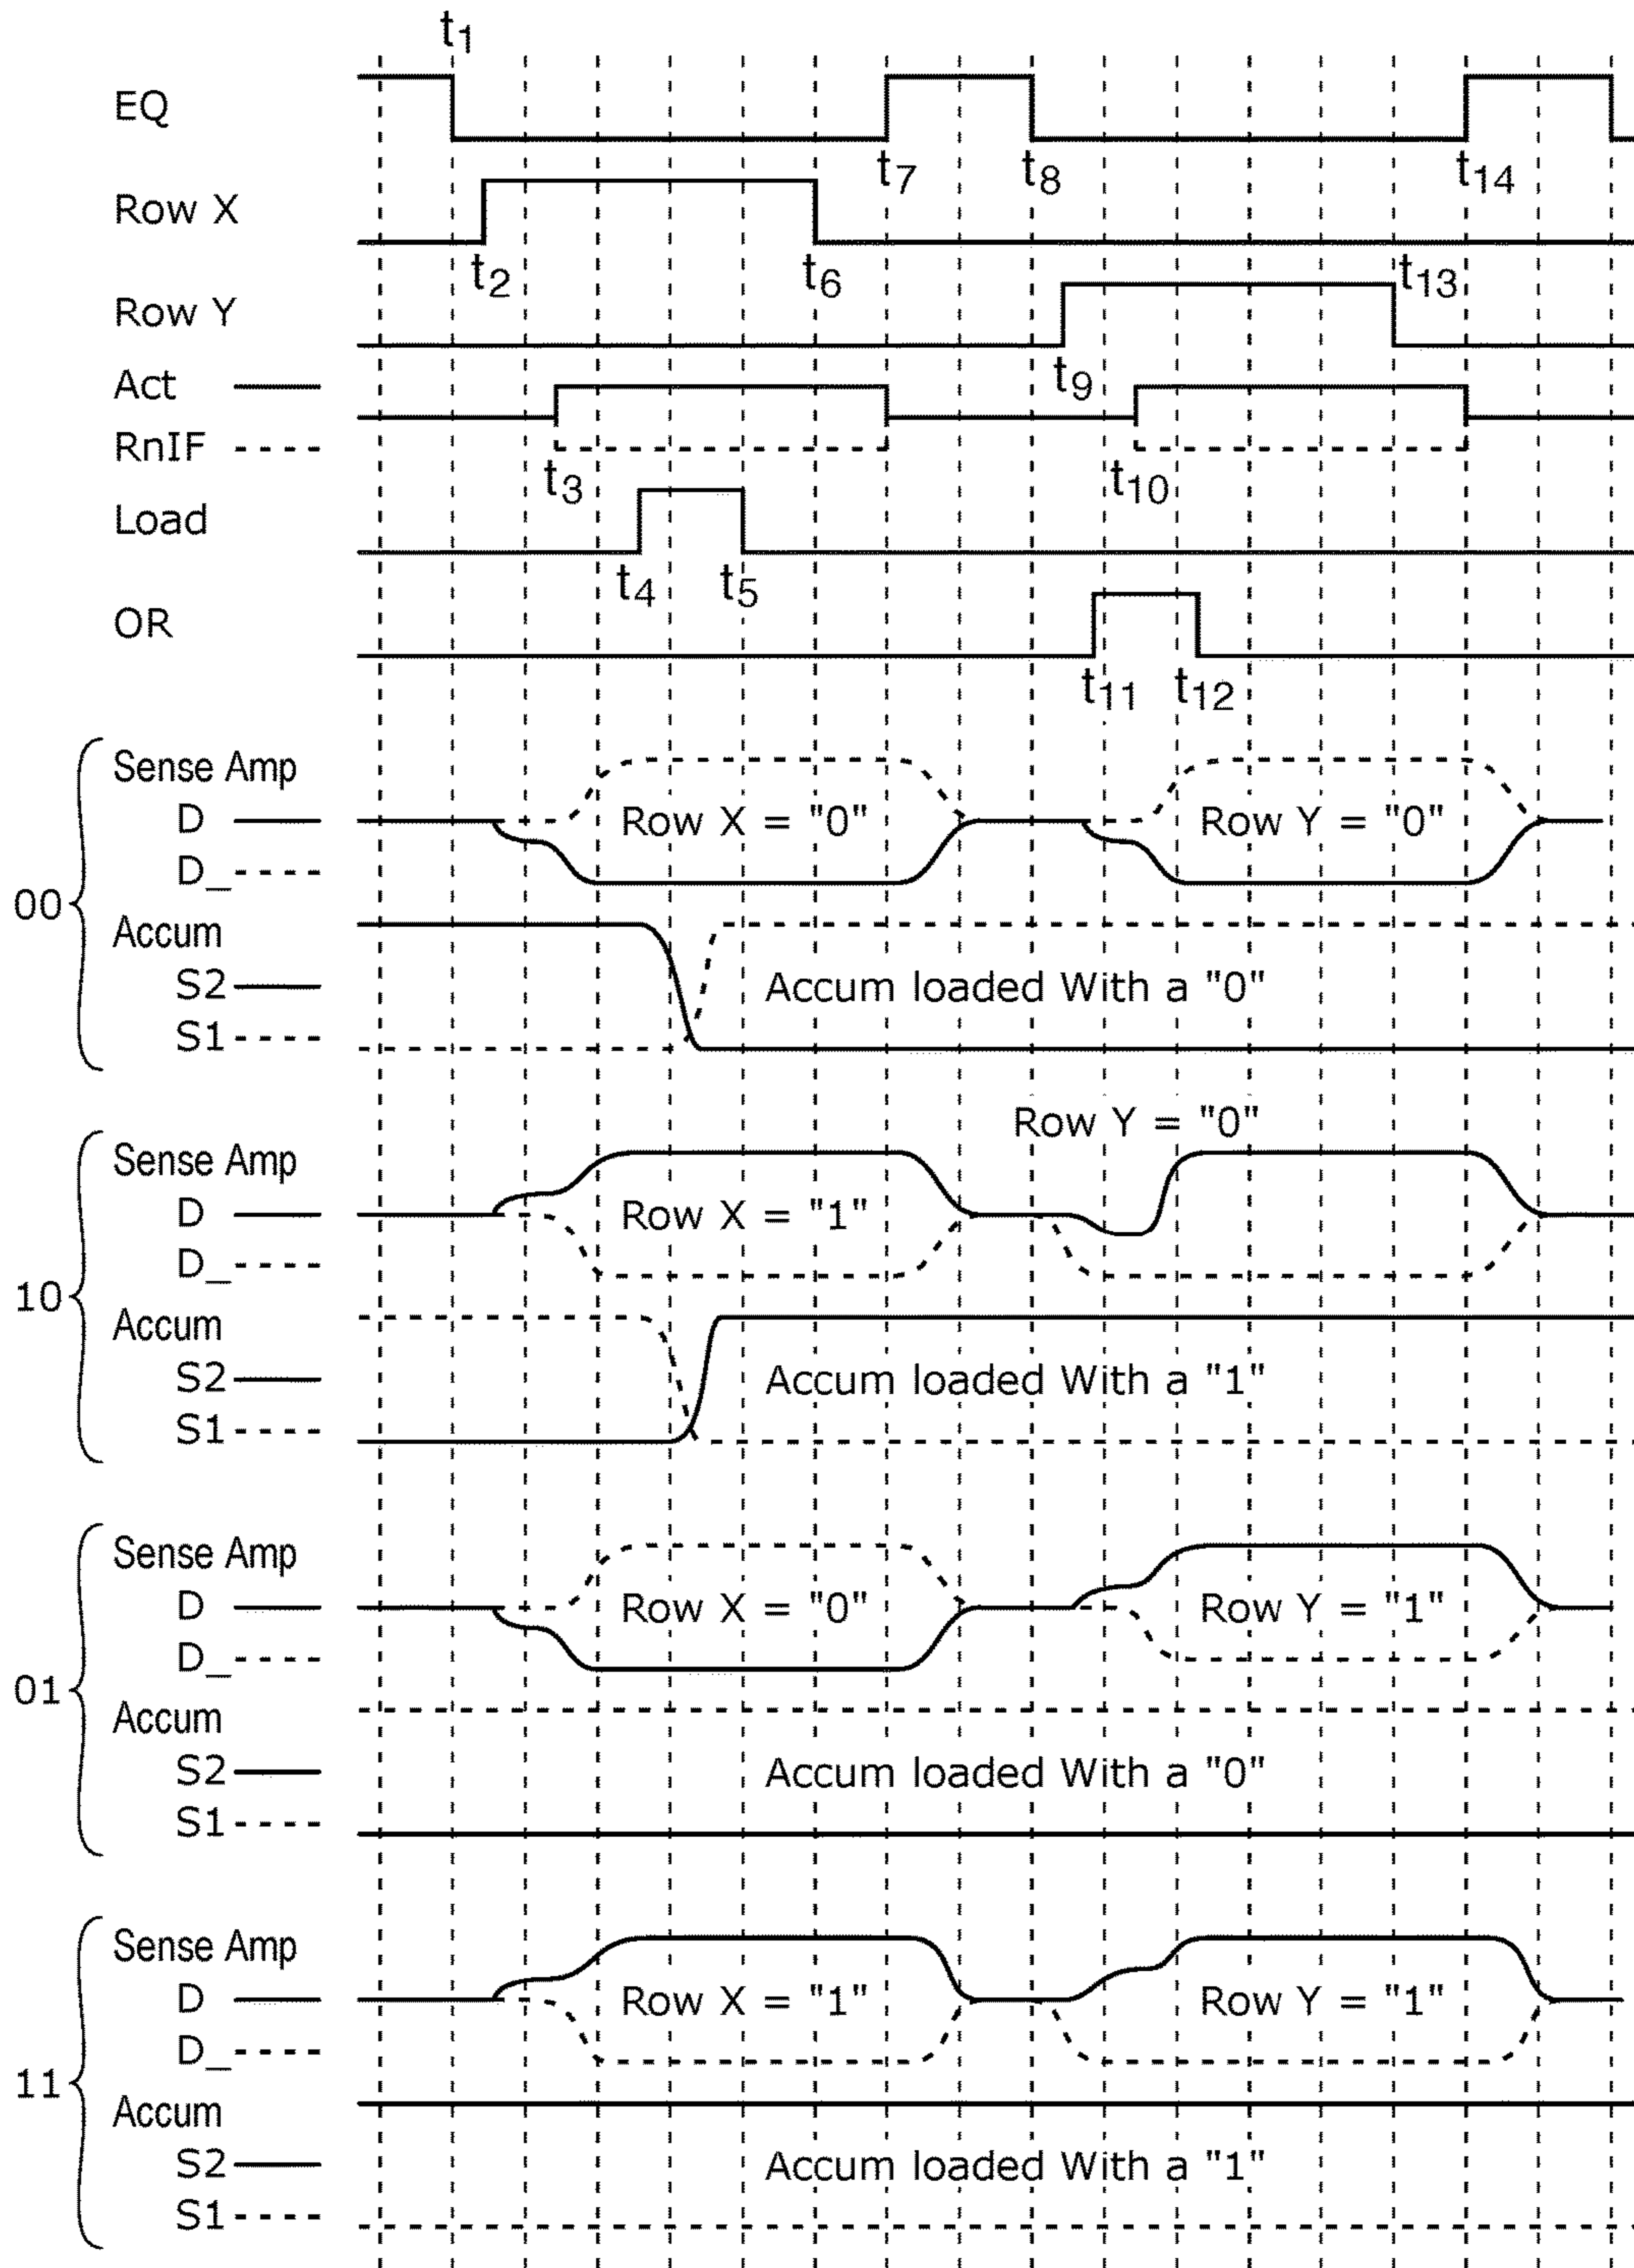 t1
EQ
t7 t8 t14
Row X
t2 t6 t13
Row Y
t9
Act
RnIF
t3 t10
Load
t4 t5
OR
t11 t12
00
Sense Amp
D Row X = "0" Row Y = "0"
D_
Accum
S2 Accum loaded With a "0"
S1
Row Y = "0"
10
Sense Amp
D Row X = "1"
D_
Accum
S2 Accum loaded With a "1"
S1
01
Sense Amp
D Row X = "0" Row Y = "1"
D_
Accum
S2 Accum loaded With a "0"
S1
11
Sense Amp
D Row X = "1" Row Y = "1"
D_
Accum
S2 Accum loaded With a "1"
S1